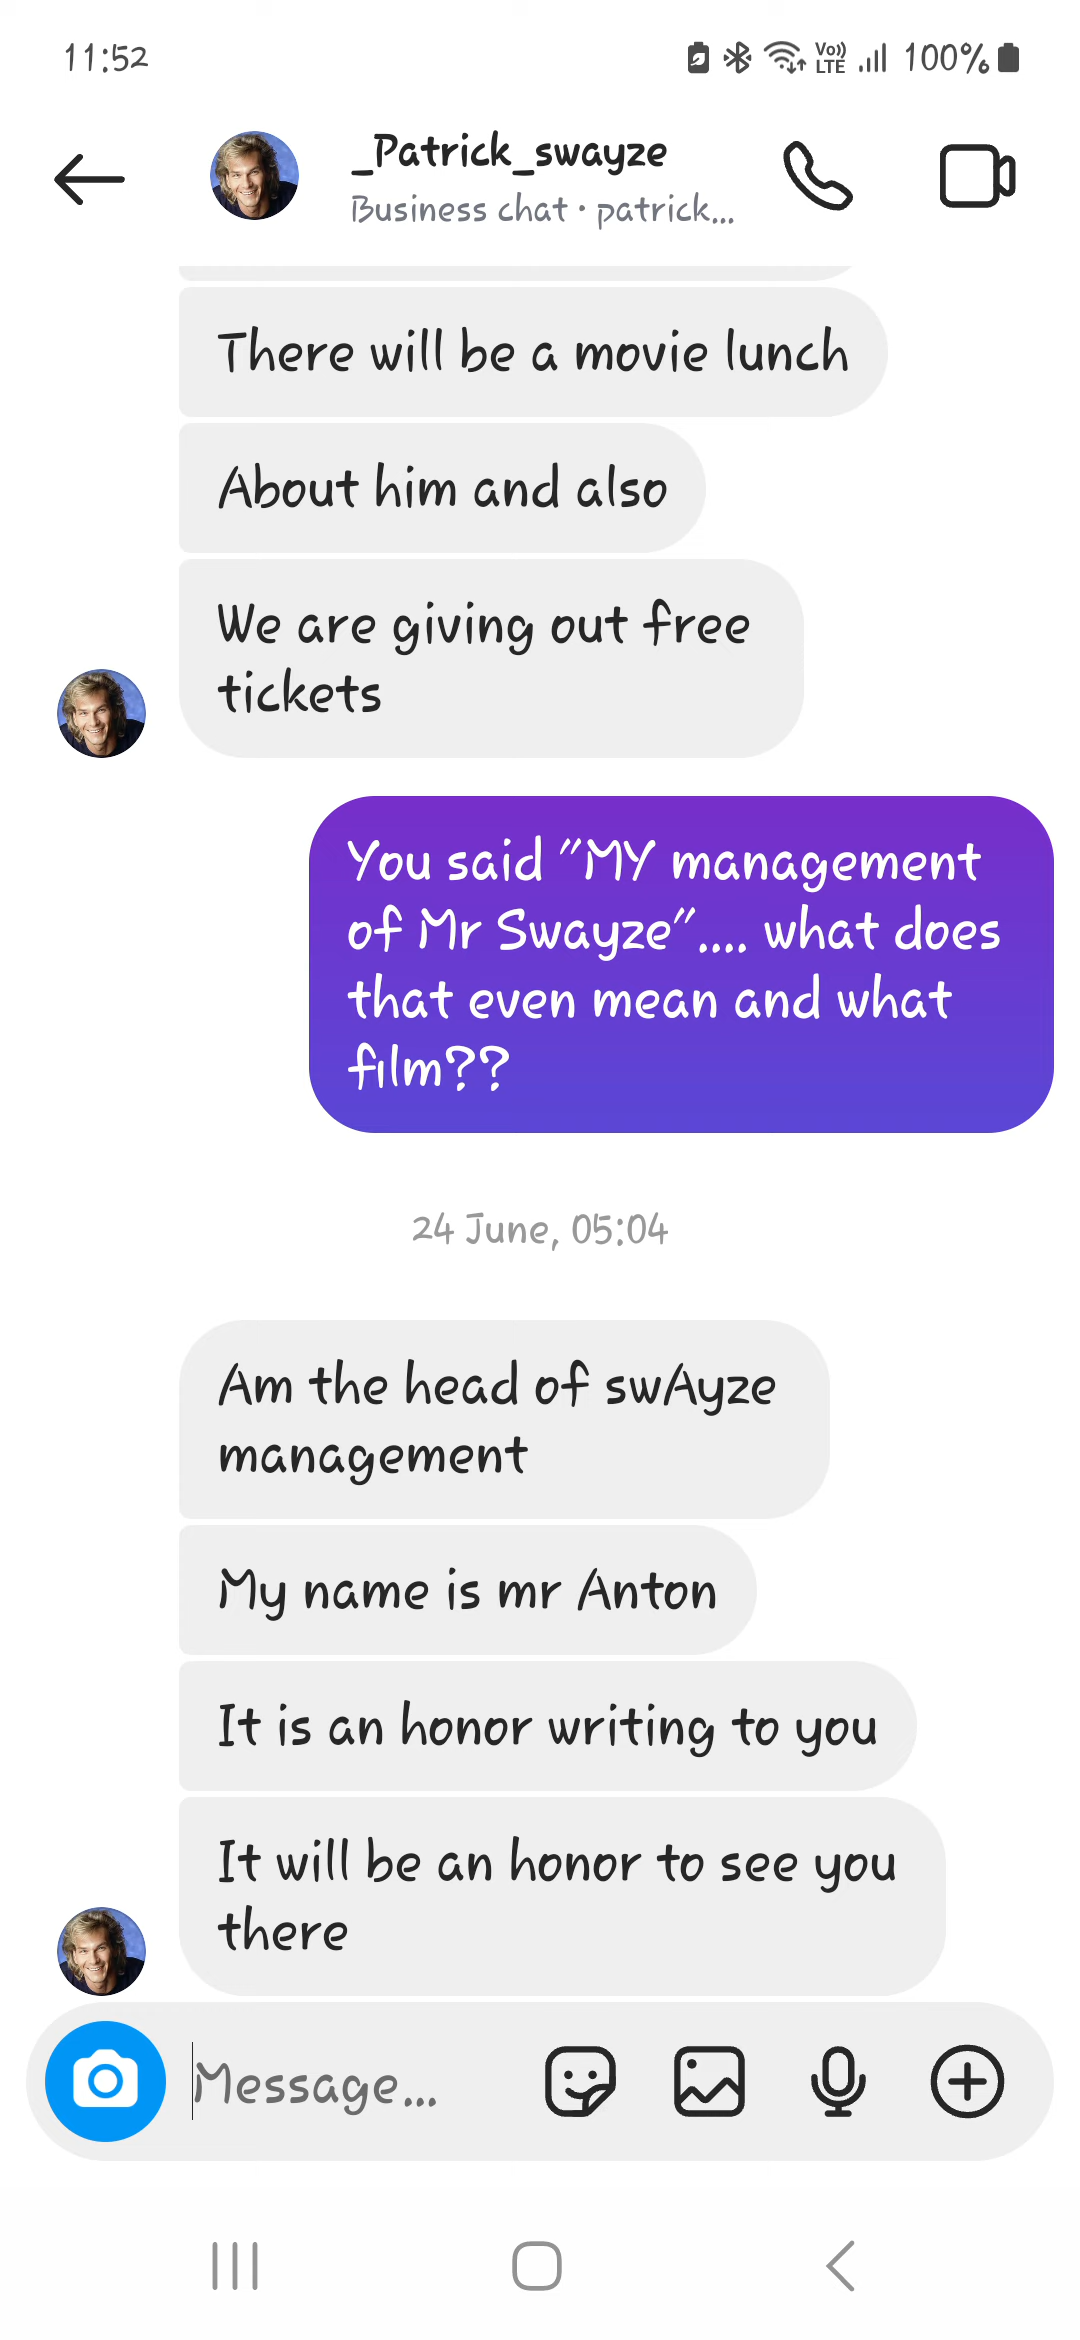 11:52
Vo))
LTE
100%
_Patrick_swayze
Business chat · patrick...
There will be a movie lunch
About him and also
We are giving out free
tickets
You said "MY management
of Mr Swayze".... what does
that even mean and what
film??
24 June, 05:04
Am the head of swAyze
management
My name is mr Anton
It is an honor writing to you
It will be an honor to see you
there
Message...